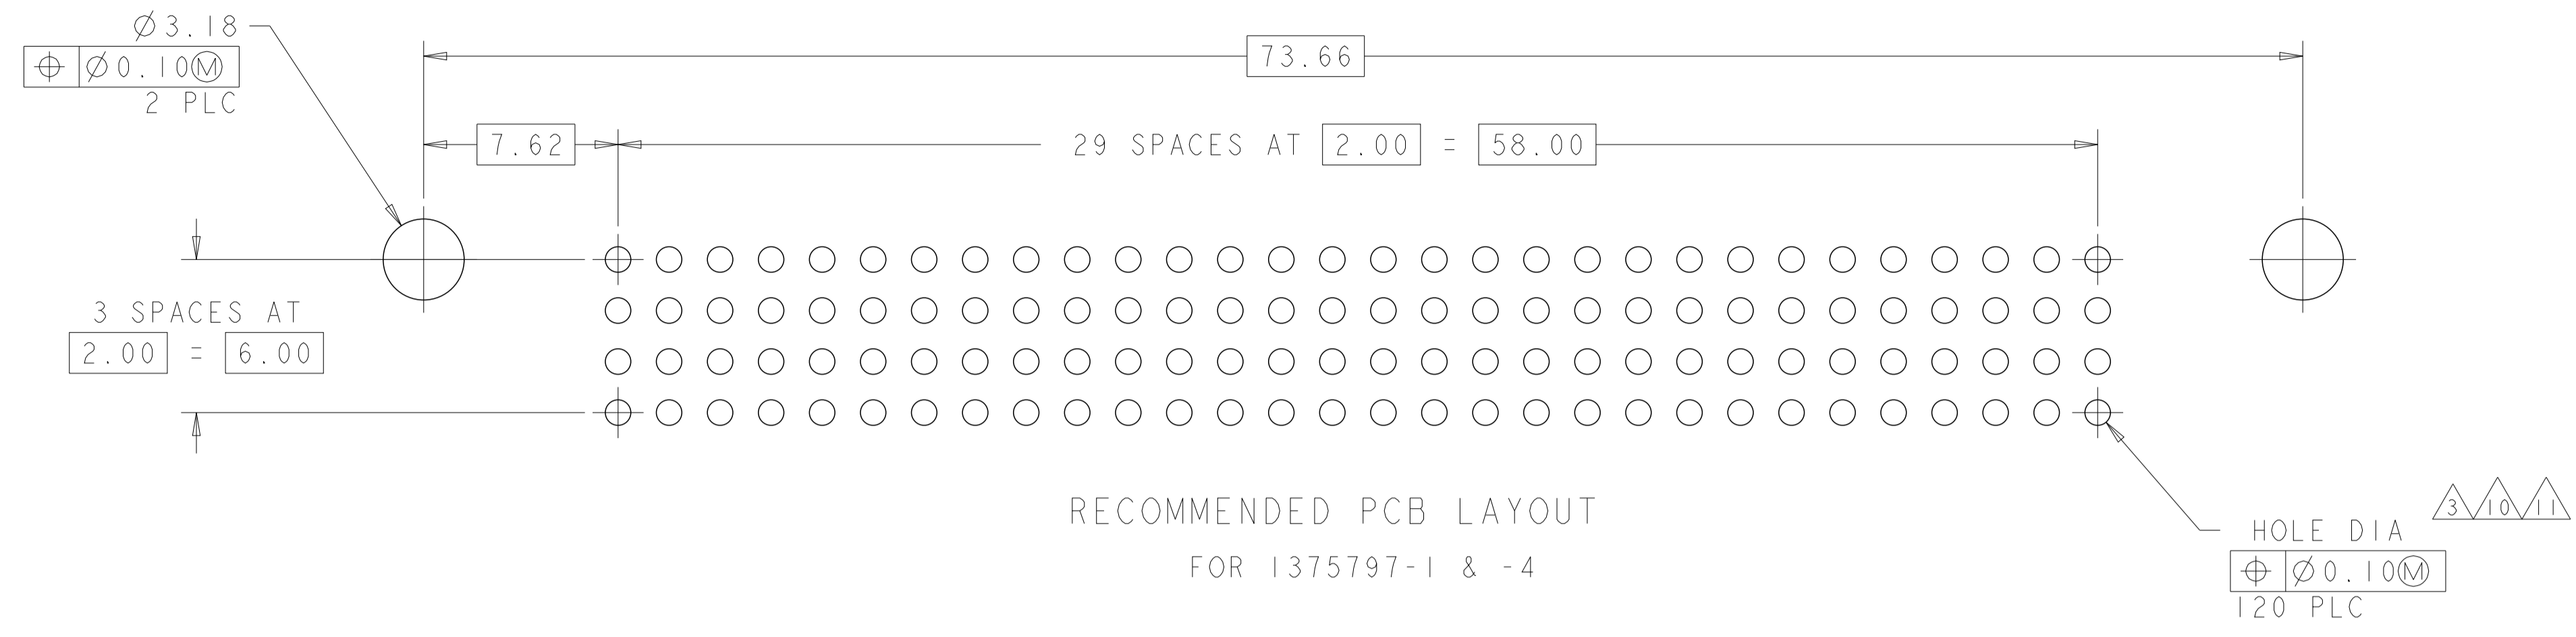 Ø3.18
⌖ Ø0.10Ⓜ
2 PLC
73.66
7.62
29 SPACES AT 2.00 = 58.00
3 SPACES AT
2.00 = 6.00
RECOMMENDED PCB LAYOUT
FOR 1375797-1 & -4
3 10 11
HOLE DIA
⌖ Ø0.10Ⓜ
120 PLC